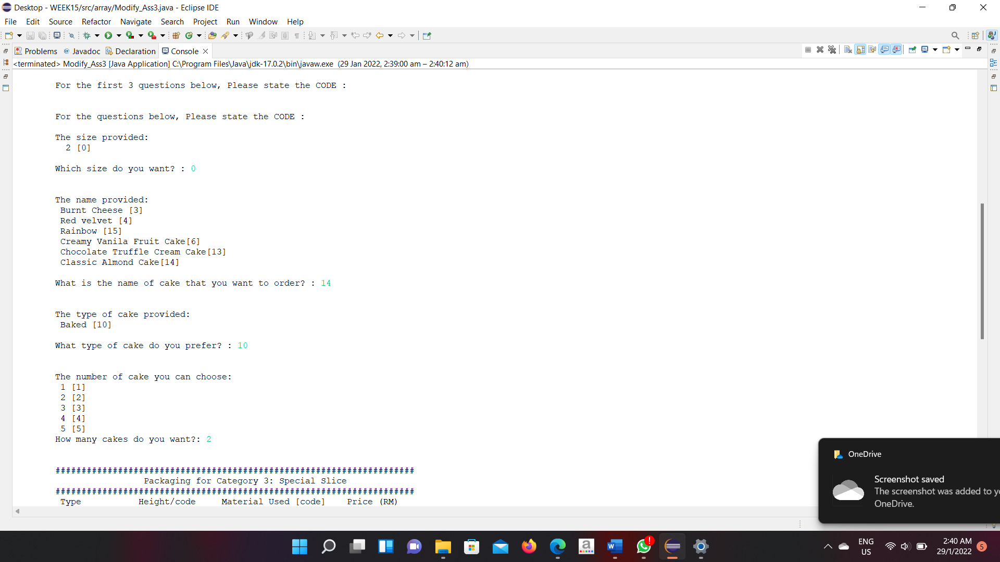 Desktop - WEEK15/src/array/Modify_Ass3.java - Eclipse IDE
File Edit Source Refactor Navigate Search Project Run Window Help
Problems @ Javadoc Declaration Console
<terminated> Modify_Ass3 [Java Application] C:\Program Files\Java\jdk-17.0.2\bin\javaw.exe (29 Jan 2022, 2:39:00 am – 2:40:12 am)
For the first 3 questions below, Please state the CODE :
For the questions below, Please state the CODE :
The size provided:
2 [0]
Which size do you want? : 0
The name provided:
Burnt Cheese [3]
Red velvet [4]
Rainbow [15]
Creamy Vanila Fruit Cake[6]
Chocolate Truffle Cream Cake[13]
Classic Almond Cake[14]
What is the name of cake that you want to order? : 14
The type of cake provided:
Baked [10]
What type of cake do you prefer? : 10
The number of cake you can choose:
1 [1]
2 [2]
3 [3]
4 [4]
5 [5]
How many cakes do you want?: 2
#####################################################################
Packaging for Category 3: Special Slice
#####################################################################
Type Height/code Material Used [code] Price (RM)
OneDrive
Screenshot saved
The screenshot was added to yo
OneDrive.
ENG
US
2:40 AM
29/1/2022
5